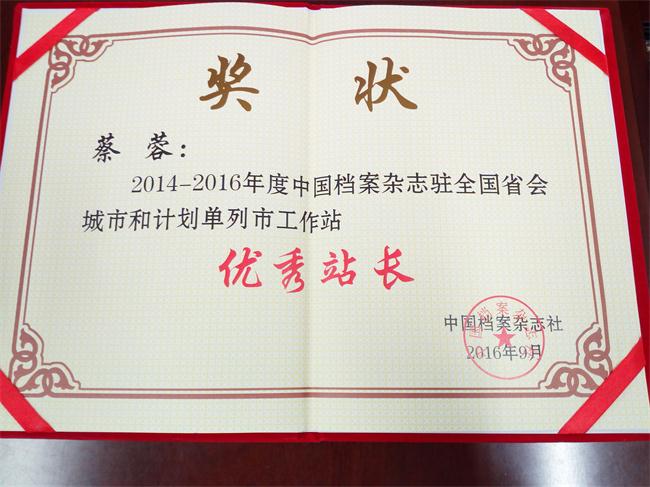 奖 状
蔡 蓉：
2014-2016年度中国档案杂志驻全国省会
城市和计划单列市工作站
优秀站长
中国档案杂志社
2016年9月